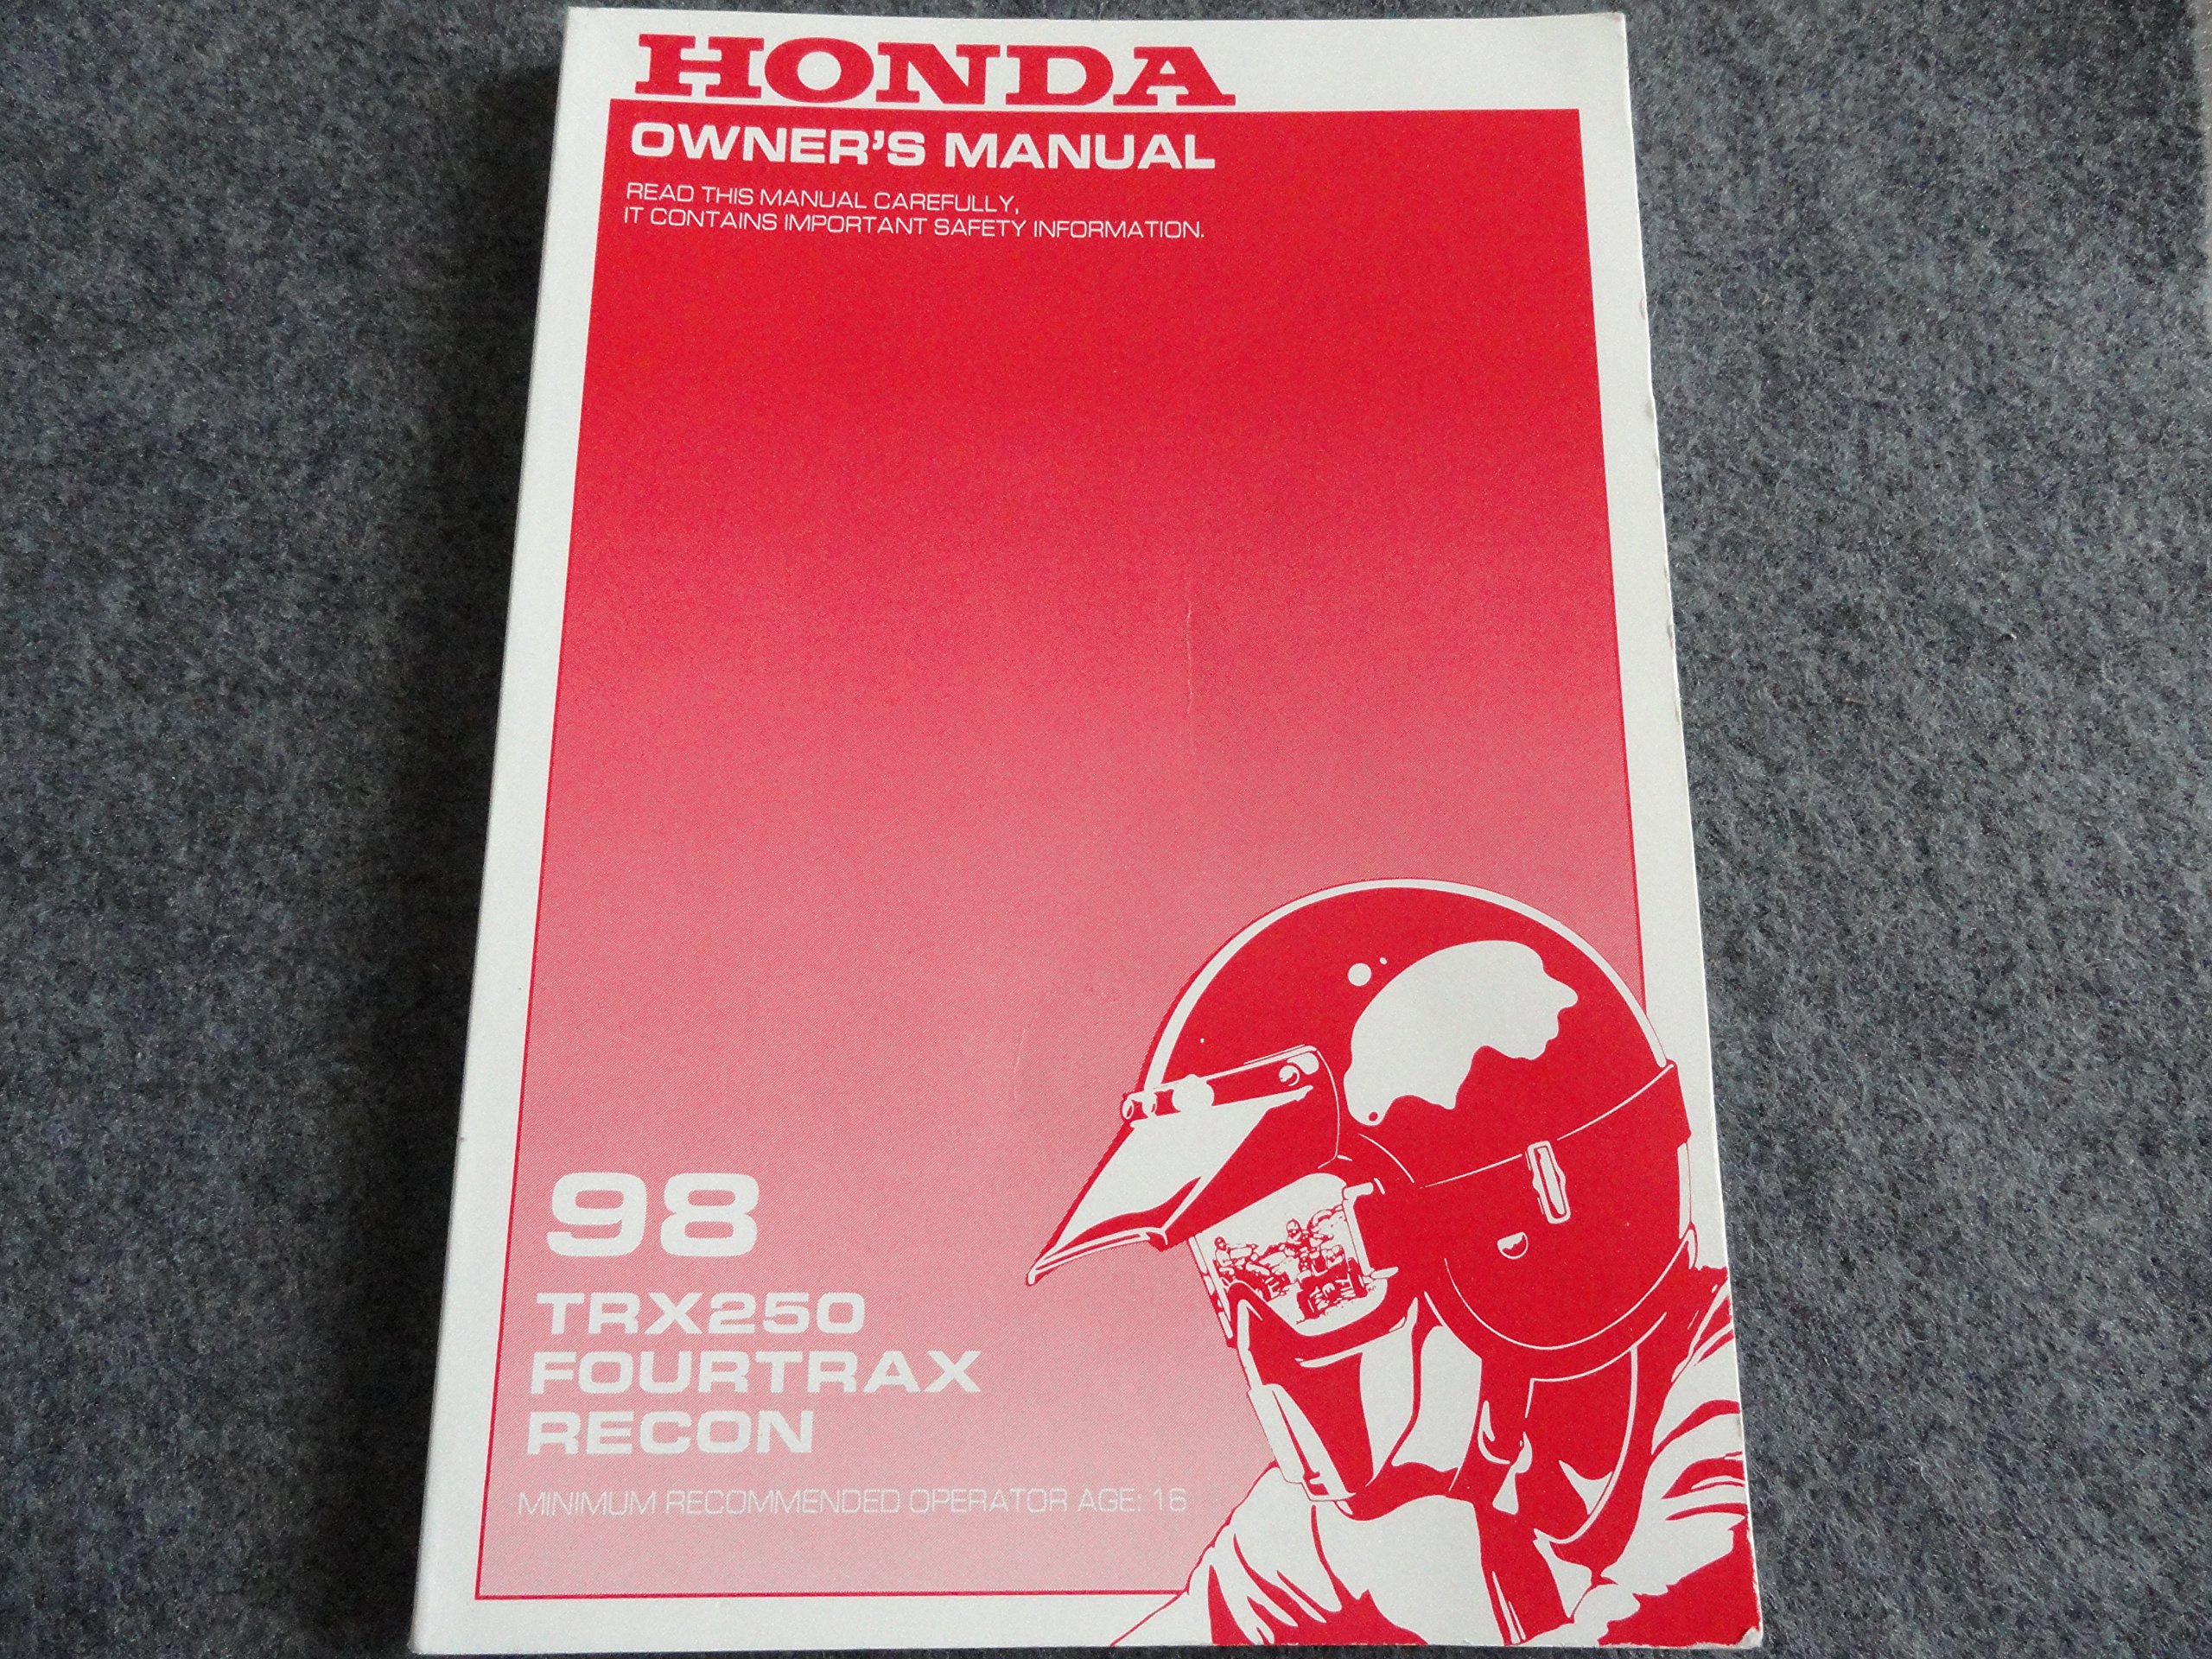 HONDA
OWNER'S MANUAL
READ THIS MANUAL CAREFULLY,
IT CONTAINS IMPORTANT SAFETY INFORMATION.
98
TRX250
FOURTRAX
RECON
MINIMUM RECOMMENDED OPERATOR AGE: 16